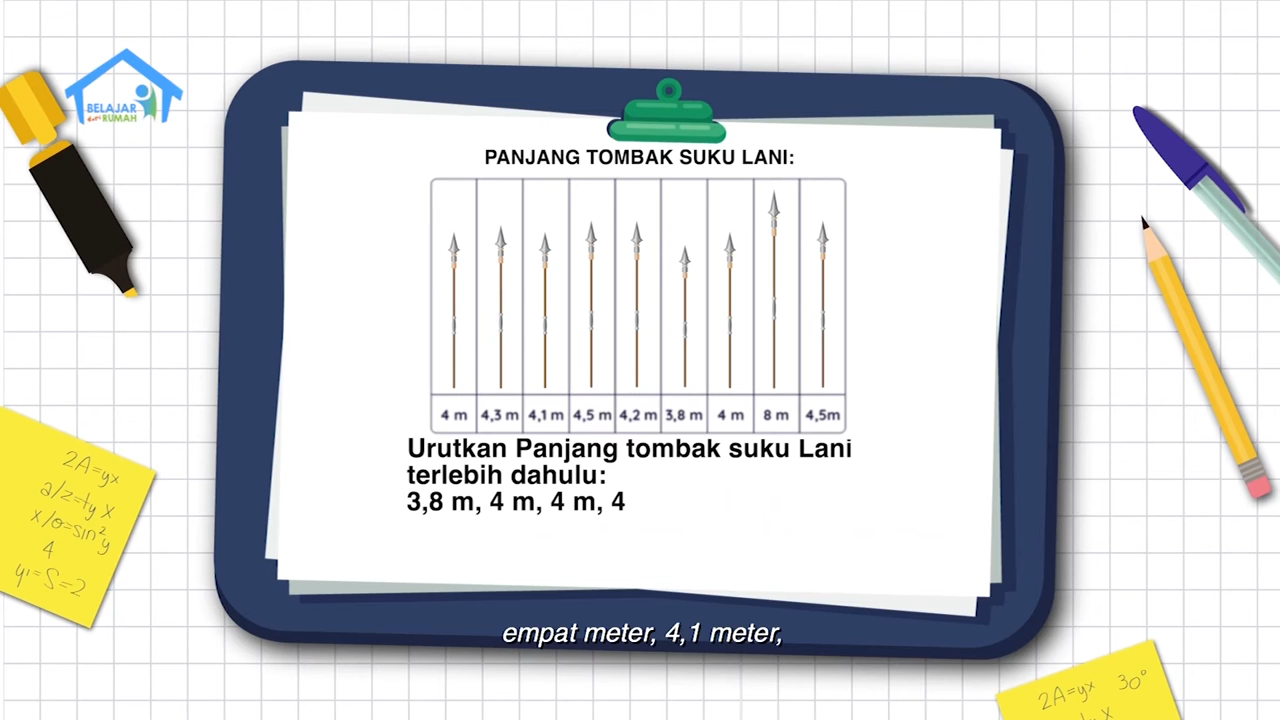 BELAJAR
dari RUMAH
PANJANG TOMBAK SUKU LANI:
4 m 4,3 m 4,1 m 4,5 m 4,2 m 3,8 m 4 m 8 m 4,5m
Urutkan Panjang tombak suku Lani
terlebih dahulu:
3,8 m, 4 m, 4 m, 4
2A=yx
a/z=ty x
x/θ=sin²y
4
y1=S=2
empat meter, 4,1 meter,
2A=yx 30°